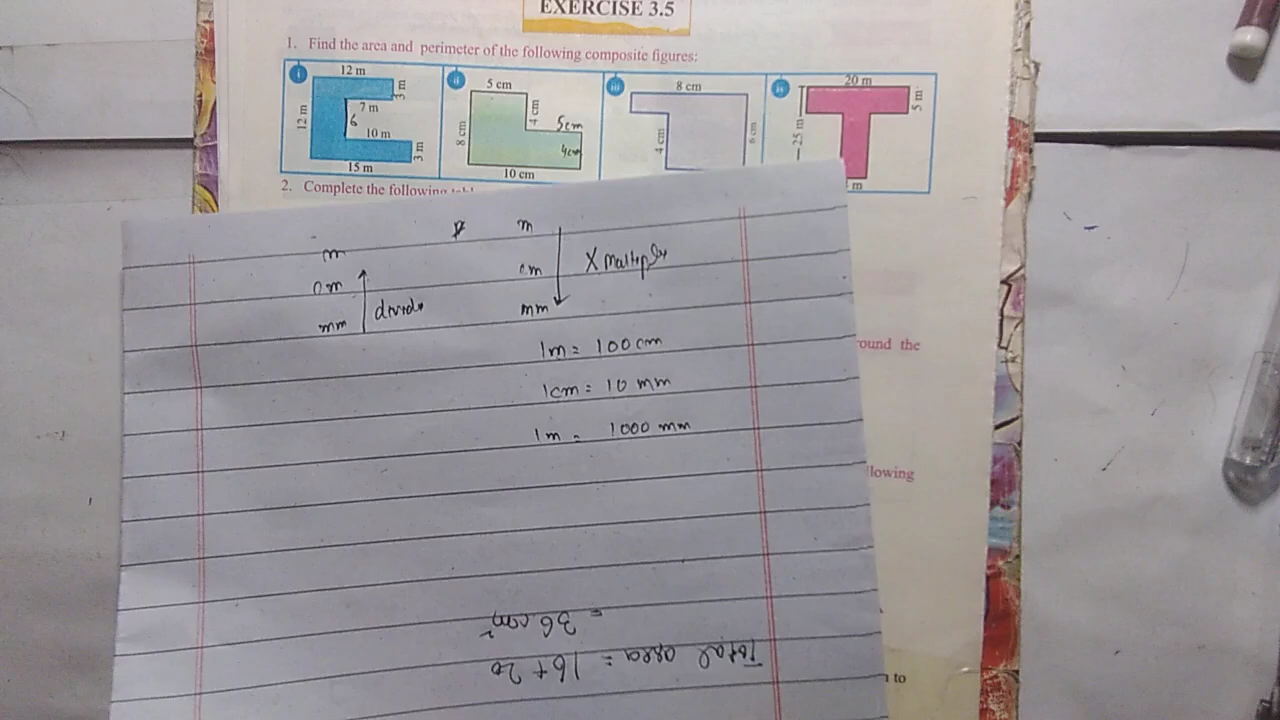 EXERCISE 3.5
1. Find the area and perimeter of the following composite figures:
i
12 m
3 m
12 m
7 m
6
10 m
3 m
15 m
ii
5 cm
4 cm
5cm
8 cm
4cm
10 cm
iii
8 cm
4 cm
6 cm
iv
20 m
5 m
25 m
m
2. Complete the following
m
cm
mm
divide
m
cm
mm
X multiply
1m = 100cm
1cm = 10 mm
1m = 1000 mm
ound the
llowing
Total area = 16 + 20
= 36 cm²
to